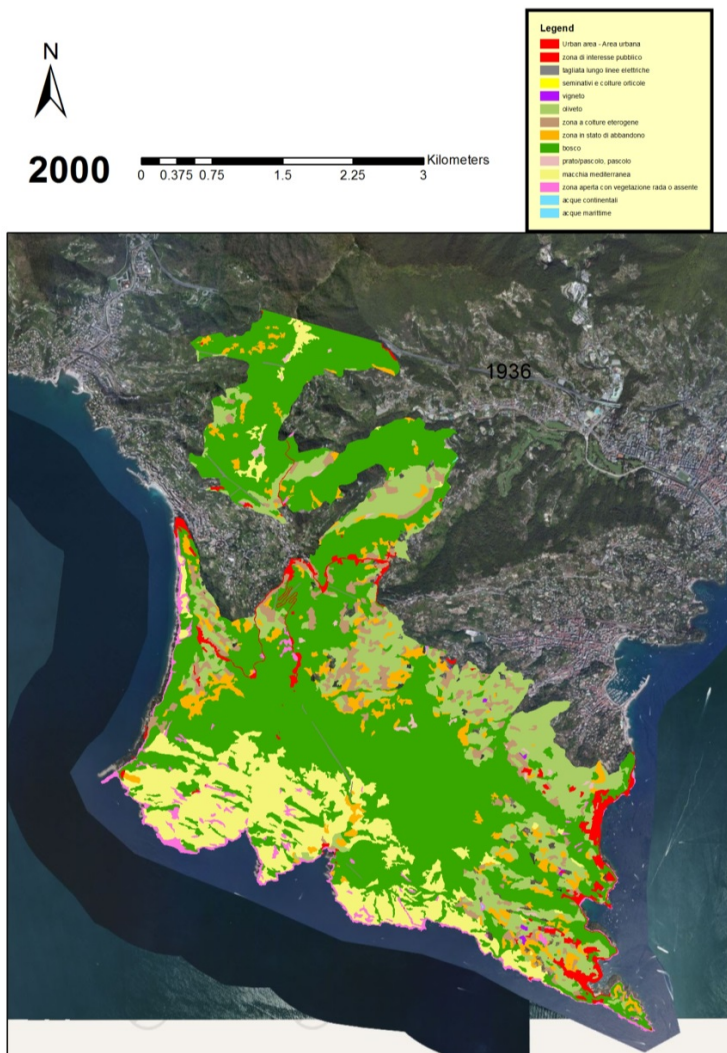 Legend
Urban area - Area urbana
zona di interesse pubblico
tagliata lungo linee elettriche
seminativi e colture orticole
vigneto
oliveto
zona a colture eterogene
zona in stato di abbandono
bosco
prato/pascolo, pascolo
macchia mediterranea
zona aperta con vegetazione rada o assente
acque continentali
acque marittime
N
2000
Kilometers
0 0.375 0.75 1.5 2.25 3
1936